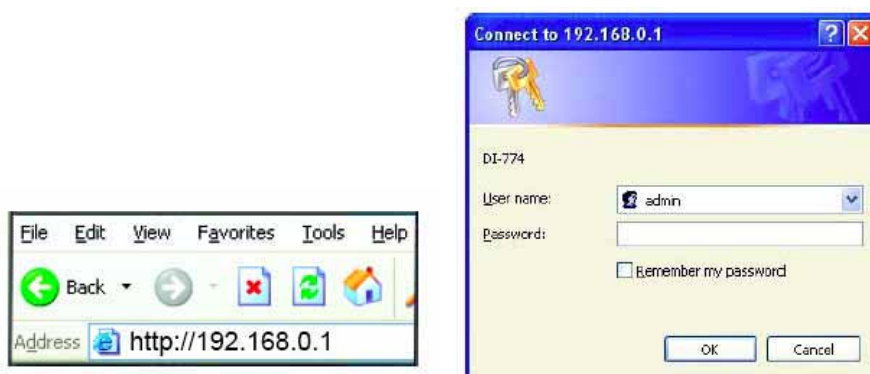 File Edit View Favorites Tools Help
Back
Address http://192.168.0.1
Connect to 192.168.0.1
DI-774
User name: admin
Password:
Remember my password
OK Cancel